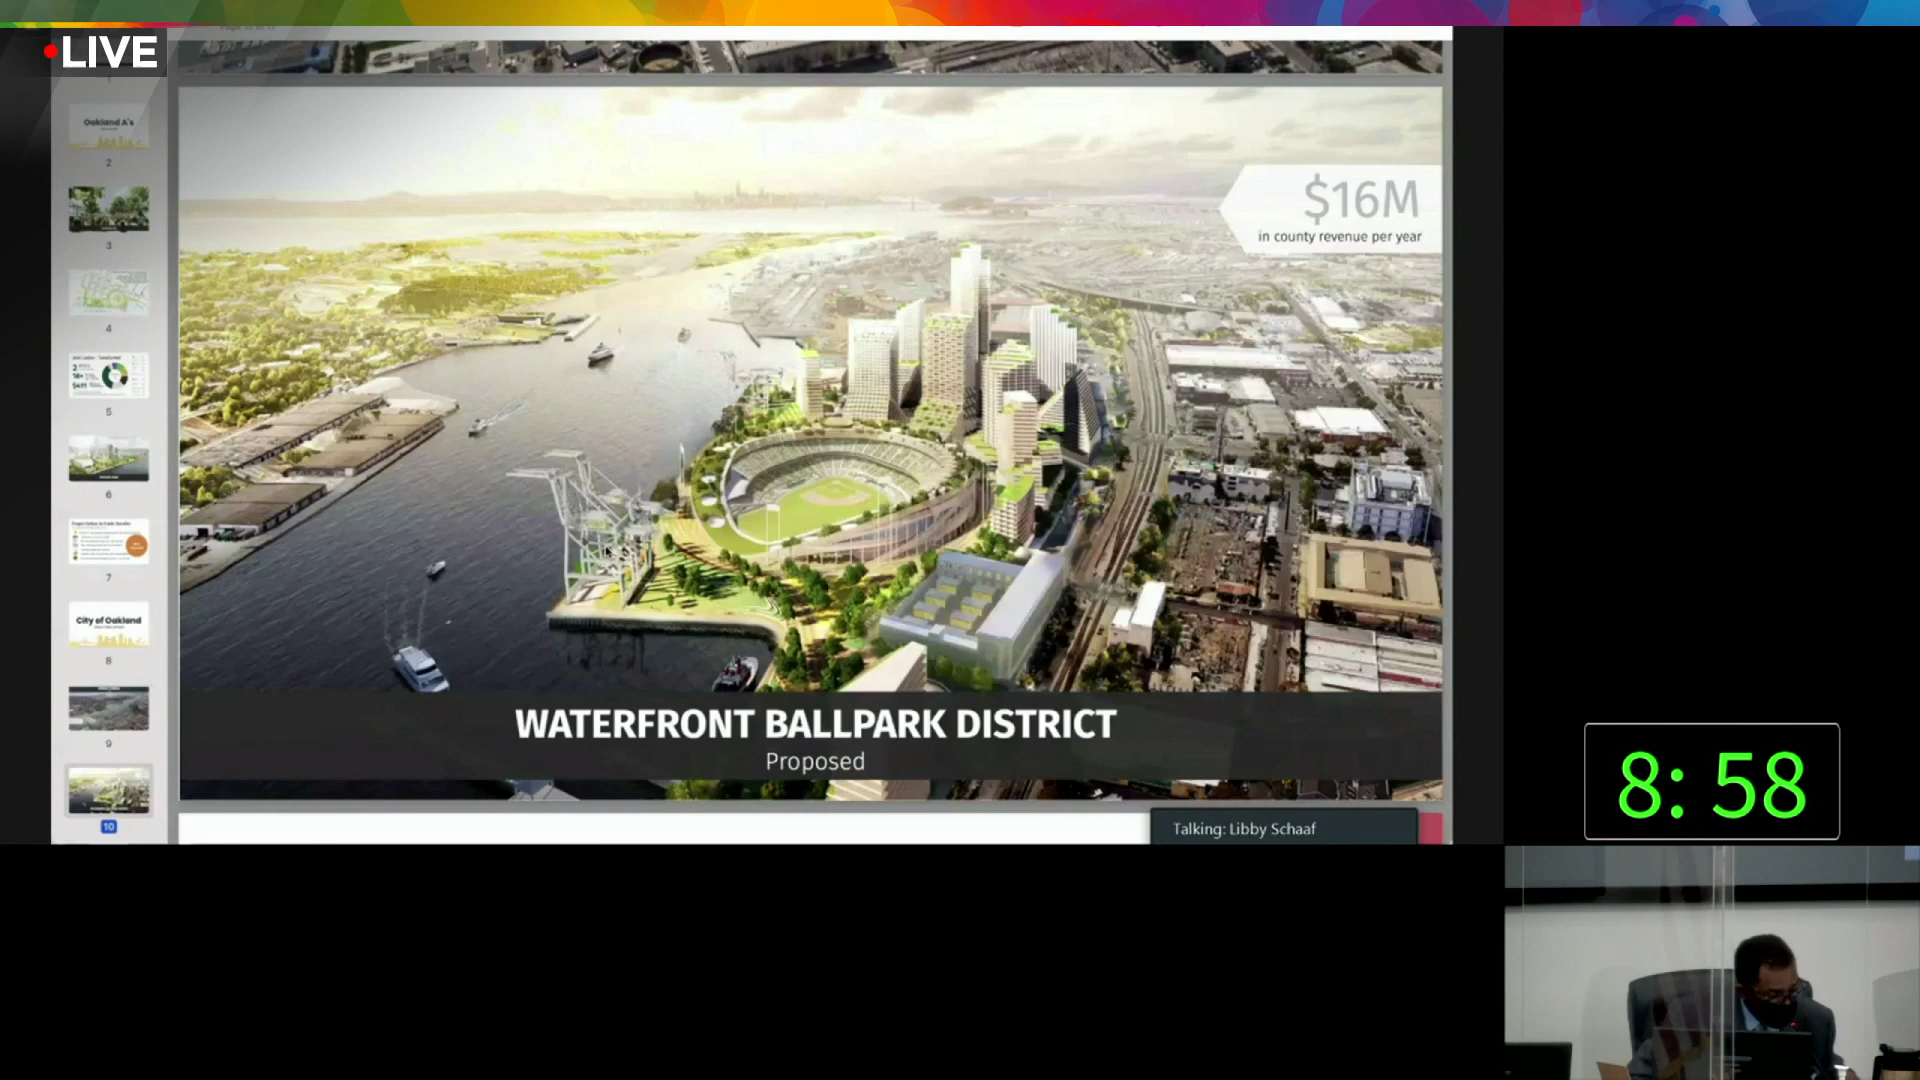 LIVE
Oakland A's
2
3
4
5
6
7
City of Oakland
8
9
10
$16M
in county revenue per year
WATERFRONT BALLPARK DISTRICT
Proposed
Talking: Libby Schaaf
8:58